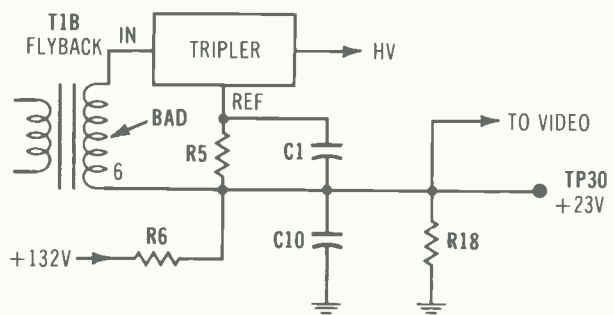 T1B
FLYBACK
IN
TRIPLER
HV
REF
BAD
R5
C1
TO VIDEO
6
TP30
+23V
R6
+132V
C10
R18